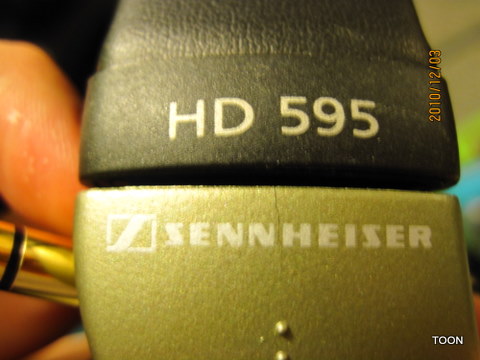 HD 595
2010/12/03
SENNHEISER
TOON